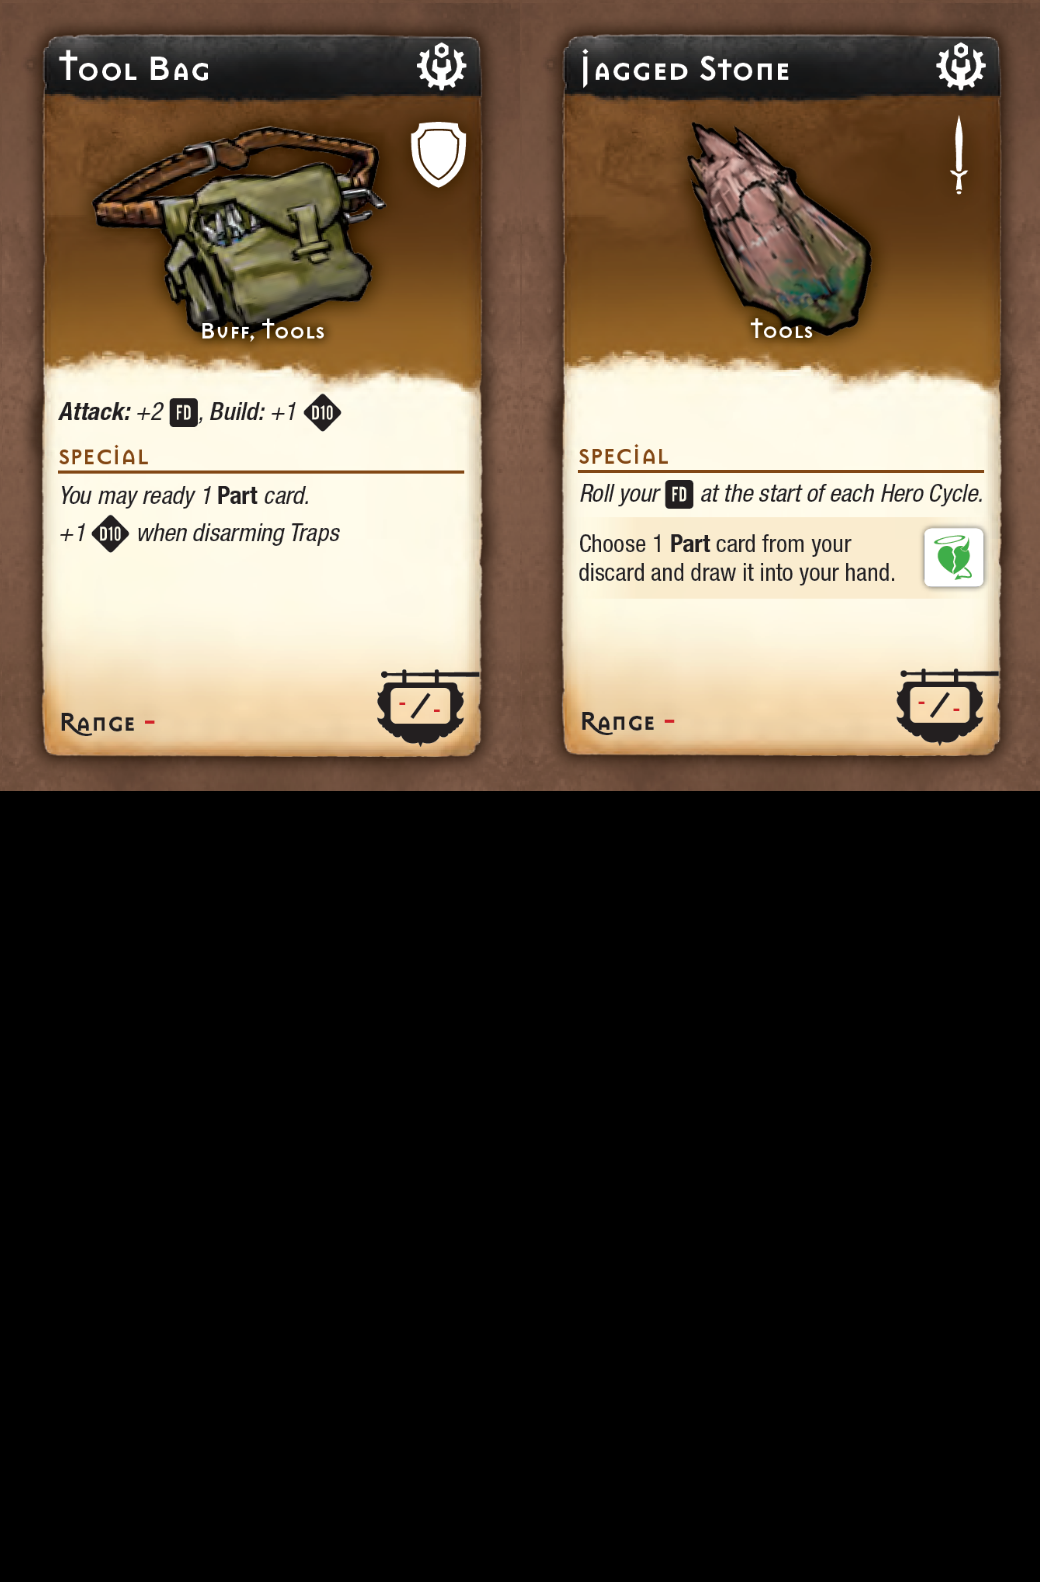 Tool Bag
Buff, Tools
Attack: +2 FD, Build: +1 D10
SPECIAL
You may ready 1 Part card.
+1 D10 when disarming Traps
Range -
- / -
Jagged Stone
Tools
SPECIAL
Roll your FD at the start of each Hero Cycle.
Choose 1 Part card from your
discard and draw it into your hand.
Range -
- / -